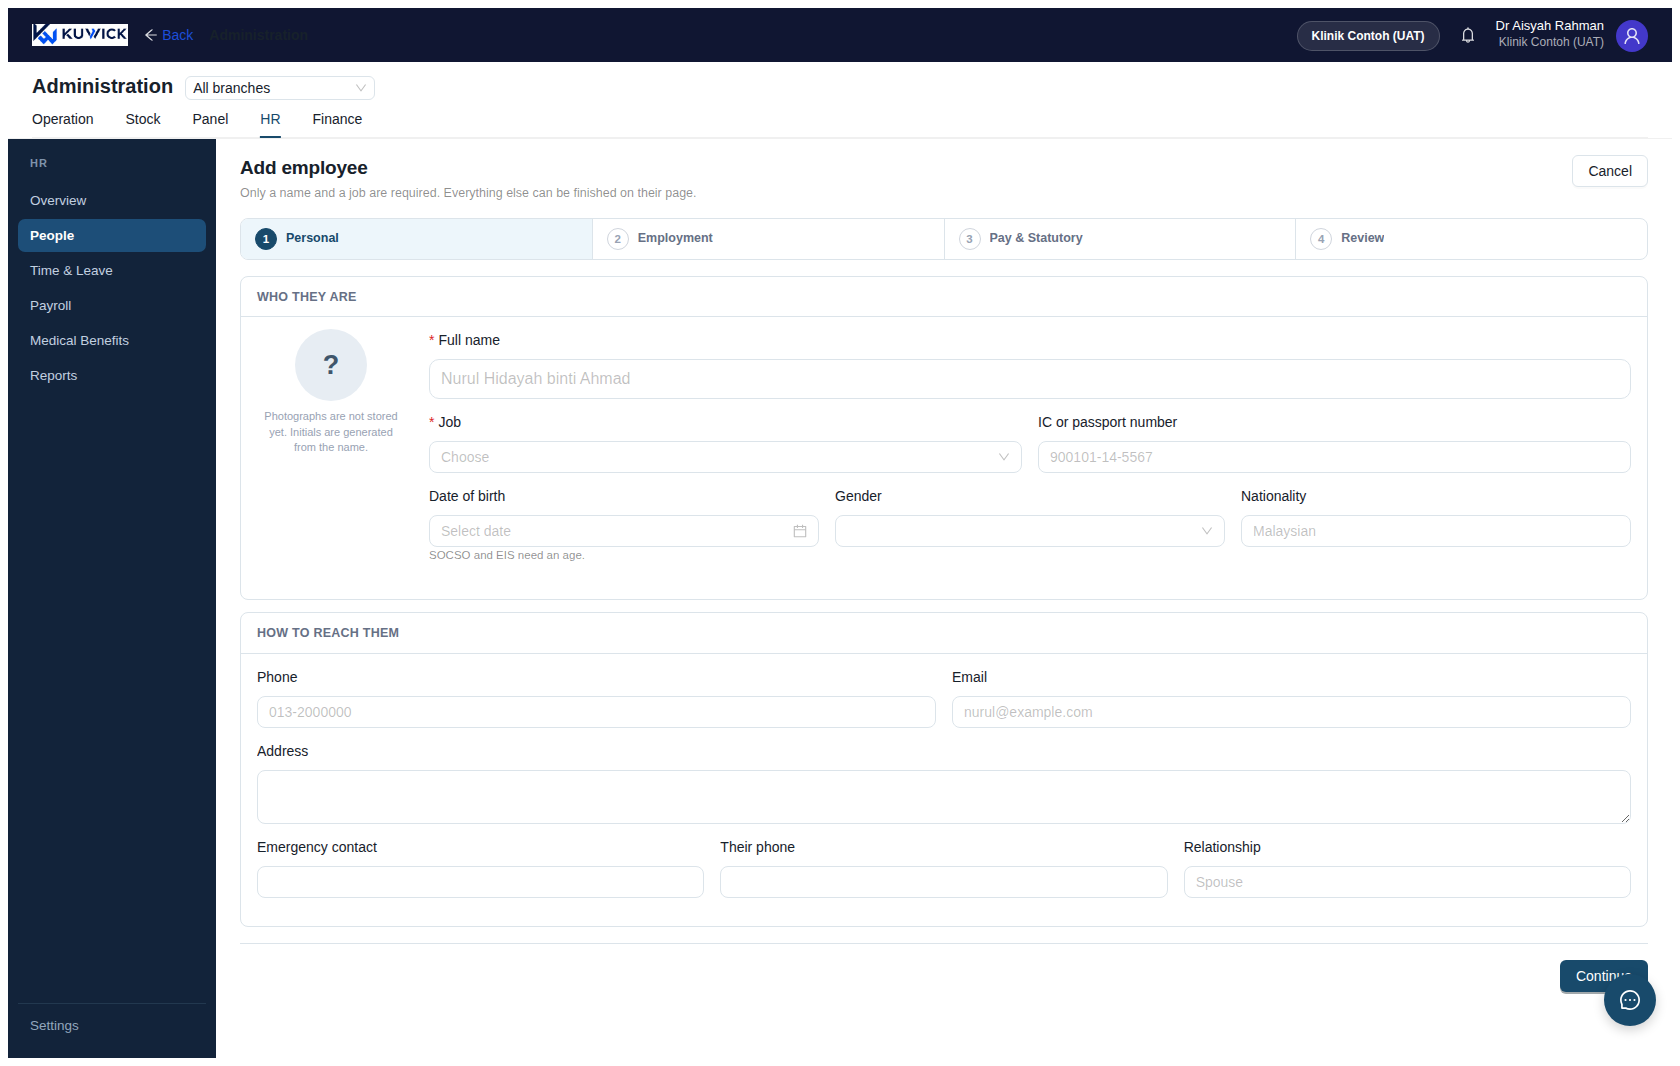 KUWICK
Back
Administration
Klinik Contoh (UAT)
Dr Aisyah Rahman
Klinik Contoh (UAT)
Administration
All branches
Operation
Stock
Panel
HR
Finance
HR
Overview
People
Time & Leave
Payroll
Medical Benefits
Reports
Settings
Add employee
Only a name and a job are required. Everything else can be finished on their page.
Cancel
1 Personal
2 Employment
3 Pay & Statutory
4 Review
WHO THEY ARE
?
Photographs are not stored
yet. Initials are generated
from the name.
* Full name
Nurul Hidayah binti Ahmad
* Job
Choose
IC or passport number
900101-14-5567
Date of birth
Select date
SOCSO and EIS need an age.
Gender
Nationality
Malaysian
HOW TO REACH THEM
Phone
013-2000000
Email
nurul@example.com
Address
Emergency contact
Their phone
Relationship
Spouse
Continue